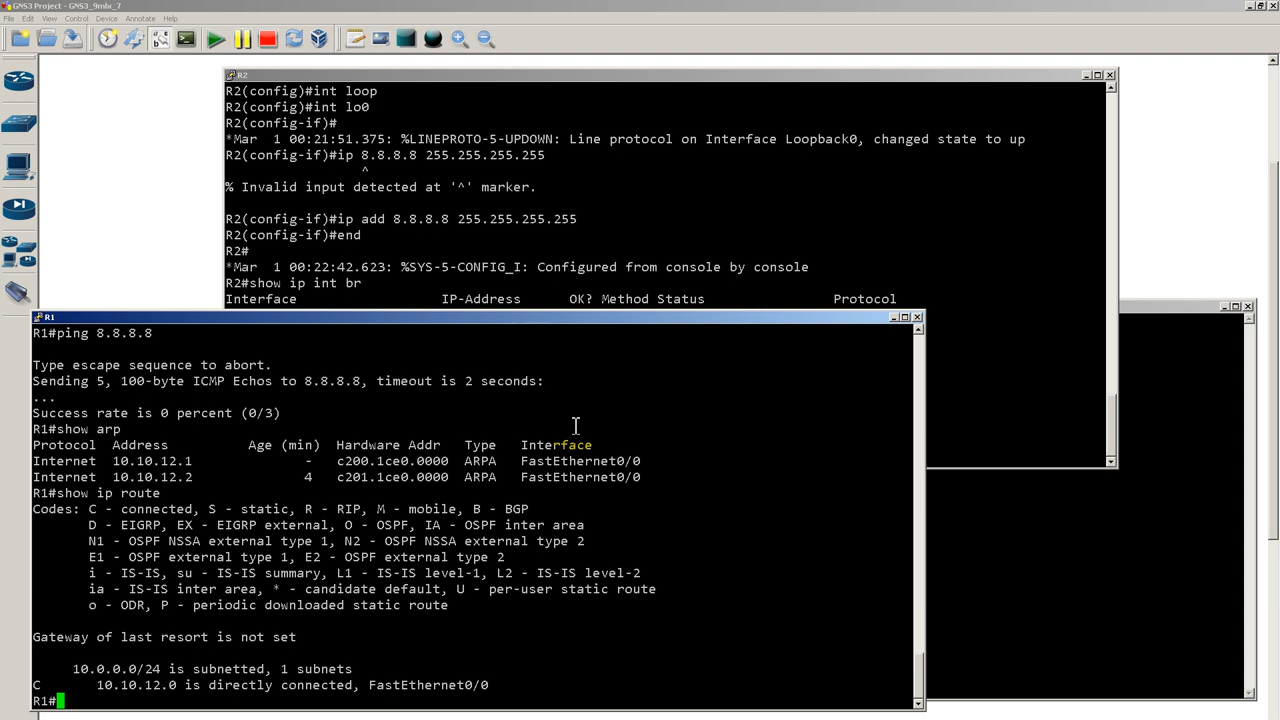 GNS3 Project - GNS3_9mlx_7
File Edit View Control Device Annotate Help
R2
R2(config)#int loop
R2(config)#int lo0
R2(config-if)#
*Mar  1 00:21:51.375: %LINEPROTO-5-UPDOWN: Line protocol on Interface Loopback0, changed state to up
R2(config-if)#ip 8.8.8.8 255.255.255.255
^
% Invalid input detected at '^' marker.
R2(config-if)#ip add 8.8.8.8 255.255.255.255
R2(config-if)#end
R2#
*Mar  1 00:22:42.623: %SYS-5-CONFIG_I: Configured from console by console
R2#show ip int br
Interface IP-Address OK? Method Status Protocol
R1
R1#ping 8.8.8.8
Type escape sequence to abort.
Sending 5, 100-byte ICMP Echos to 8.8.8.8, timeout is 2 seconds:
...
Success rate is 0 percent (0/3)
R1#show arp
Protocol Address Age (min) Hardware Addr Type Interface
Internet 10.10.12.1 - c200.1ce0.0000 ARPA FastEthernet0/0
Internet 10.10.12.2 4 c201.1ce0.0000 ARPA FastEthernet0/0
R1#show ip route
Codes: C - connected, S - static, R - RIP, M - mobile, B - BGP
D - EIGRP, EX - EIGRP external, O - OSPF, IA - OSPF inter area
N1 - OSPF NSSA external type 1, N2 - OSPF NSSA external type 2
E1 - OSPF external type 1, E2 - OSPF external type 2
i - IS-IS, su - IS-IS summary, L1 - IS-IS level-1, L2 - IS-IS level-2
ia - IS-IS inter area, * - candidate default, U - per-user static route
o - ODR, P - periodic downloaded static route
Gateway of last resort is not set
10.0.0.0/24 is subnetted, 1 subnets
C 10.10.12.0 is directly connected, FastEthernet0/0
R1#